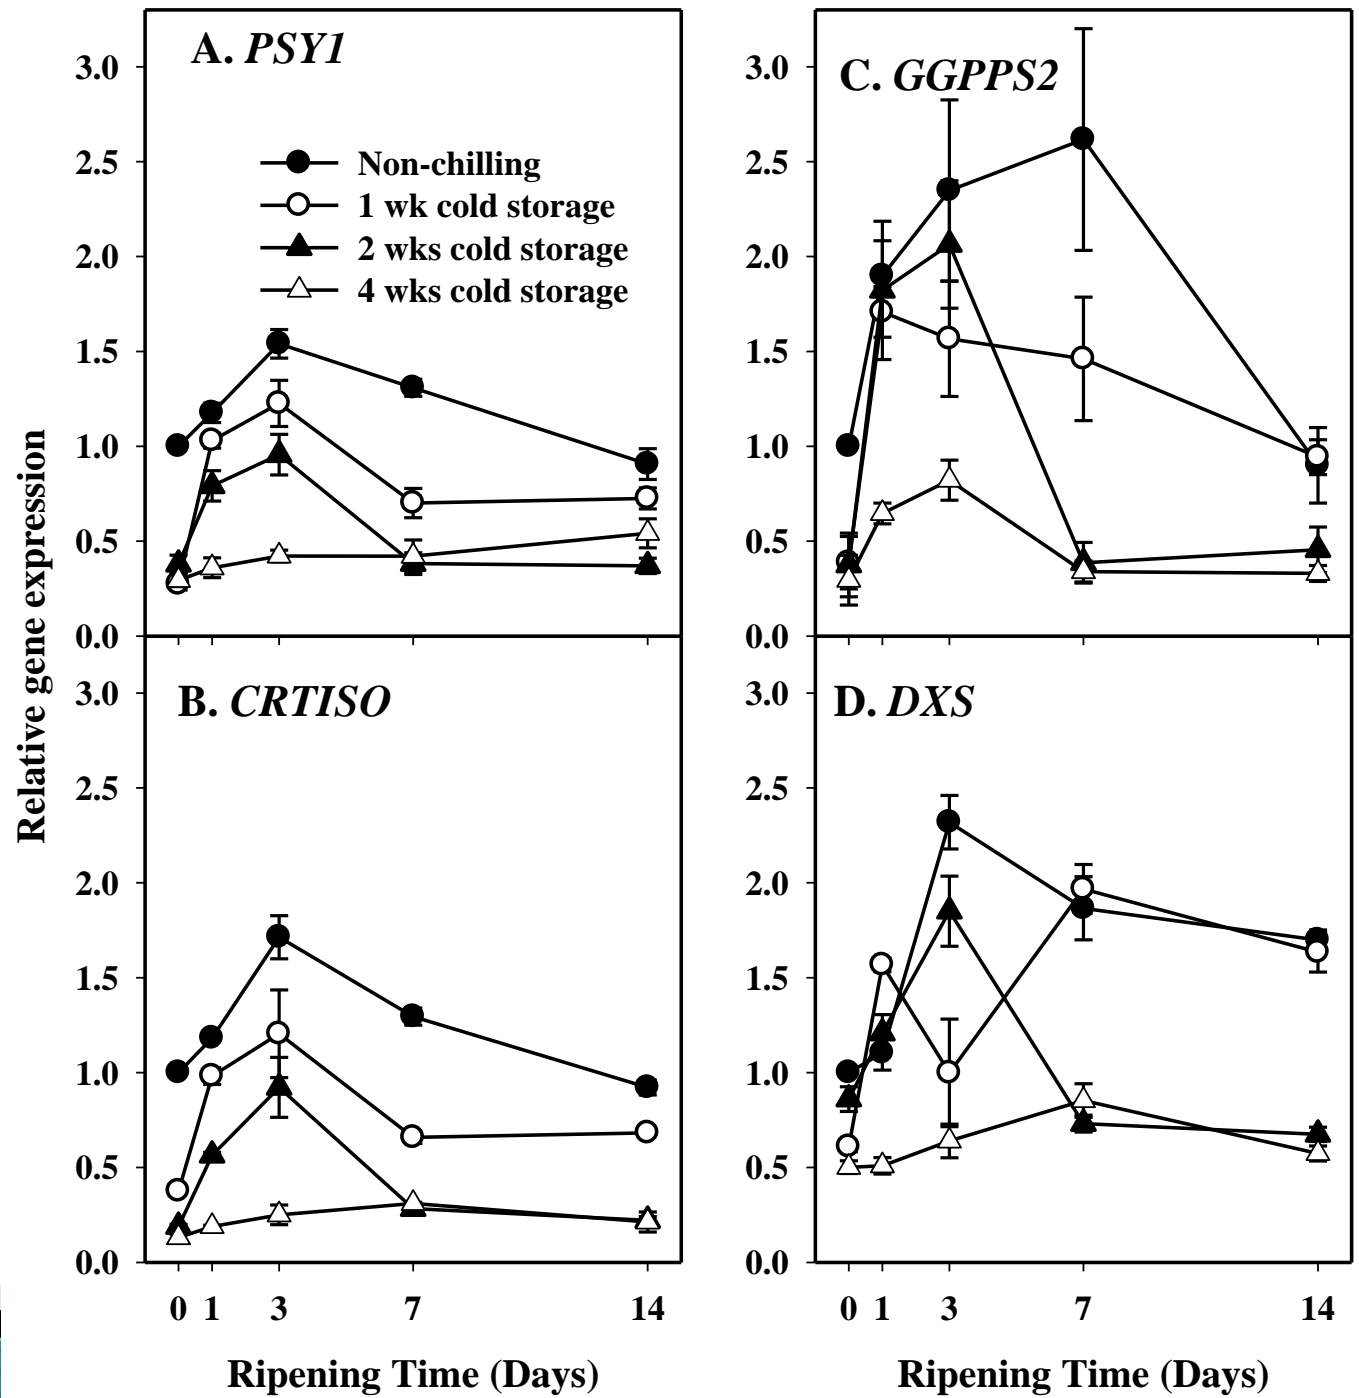 A. PSY1
3.0
2.5
2.0
1.5
1.0
0.5
0.0
Non-chilling
1 wk cold storage
2 wks cold storage
4 wks cold storage
C. GGPPS2
3.0
2.5
2.0
1.5
1.0
0.5
0.0
Relative gene expression
B. CRTISO
3.0
2.5
2.0
1.5
1.0
0.5
0.0
0 1 3 7 14
Ripening Time (Days)
D. DXS
3.0
2.5
2.0
1.5
1.0
0.5
0.0
0 1 3 7 14
Ripening Time (Days)